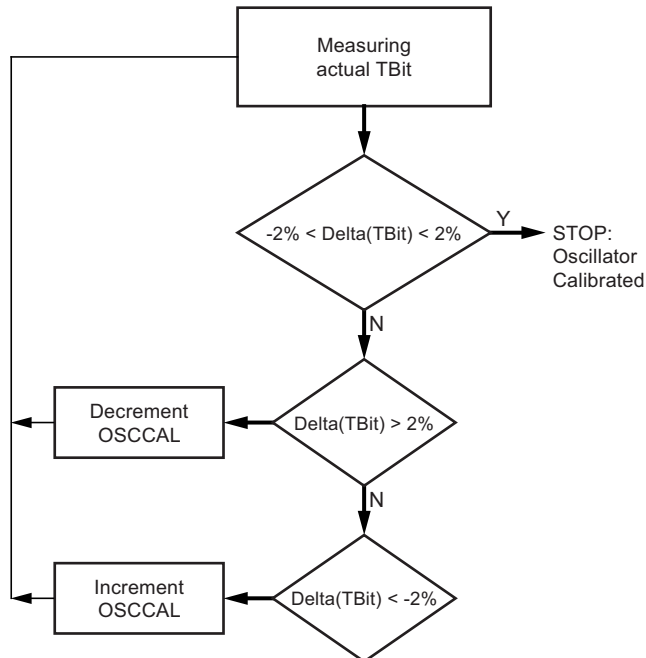 Measuring
actual TBit
-2% < Delta(TBit) < 2%
Y
STOP:
Oscillator
Calibrated
N
Decrement
OSCCAL
Delta(TBit) > 2%
N
Increment
OSCCAL
Delta(TBit) < -2%